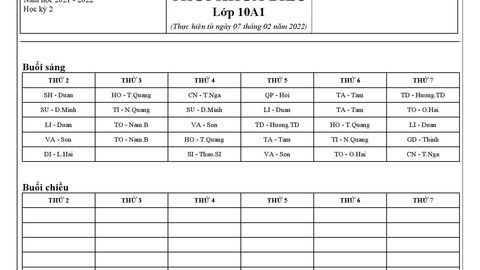 Năm học 2021 - 2022
Học kỳ 2
THỜI KHÓA BIỂU
Lớp 10A1
(Thực hiện từ ngày 07 tháng 02 năm 2022)
Buổi sáng
THỨ 2 THỨ 3 THỨ 4 THỨ 5 THỨ 6 THỨ 7
SH - Duan HO - T.Quang CN - T.Nga QP - Hoi TA - Tam TD - Huong.TD
SU - D.Minh TI - N.Quang SU - D.Minh LI - Duan TA - Tam TO - O.Hai
LI - Duan TO - Nam.B VA - Son TD - Huong.TD HO - T.Quang LI - Duan
VA - Son TO - Nam.B HO - T.Quang TA - Tam TI - N.Quang GD - Thinh
DI - L.Hai SI - Thao.SI VA - Son TO - O.Hai CN - T.Nga
Buổi chiều
THỨ 2 THỨ 3 THỨ 4 THỨ 5 THỨ 6 THỨ 7